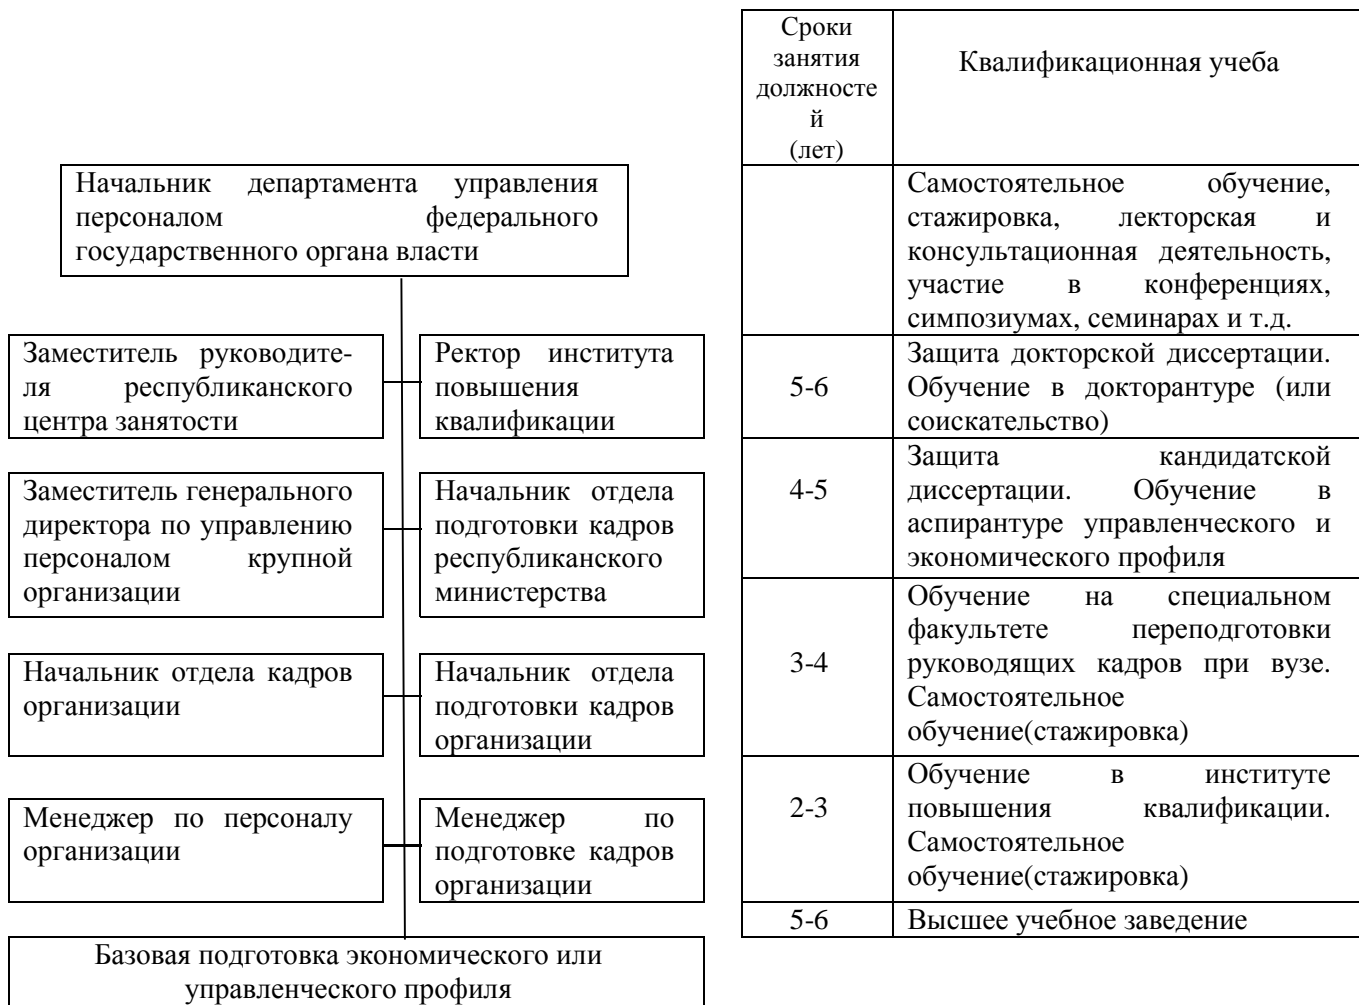 Начальник департамента управления
персоналом федерального
государственного органа власти
Заместитель руководите-
ля республиканского
центра занятости
Ректор института
повышения
квалификации
Заместитель генерального
директора по управлению
персоналом крупной
организации
Начальник отдела
подготовки кадров
республиканского
министерства
Начальник отдела кадров
организации
Начальник отдела
подготовки кадров
организации
Менеджер по персоналу
организации
Менеджер по
подготовке кадров
организации
Базовая подготовка экономического или
управленческого профиля
Сроки
занятия
должносте
й
(лет)
Квалификационная учеба
Самостоятельное обучение,
стажировка, лекторская и
консультационная деятельность,
участие в конференциях,
симпозиумах, семинарах и т.д.
5-6
Защита докторской диссертации.
Обучение в докторантуре (или
соискательство)
4-5
Защита кандидатской
диссертации. Обучение в
аспирантуре управленческого и
экономического профиля
3-4
Обучение на специальном
факультете переподготовки
руководящих кадров при вузе.
Самостоятельное
обучение(стажировка)
2-3
Обучение в институте
повышения квалификации.
Самостоятельное
обучение(стажировка)
5-6
Высшее учебное заведение